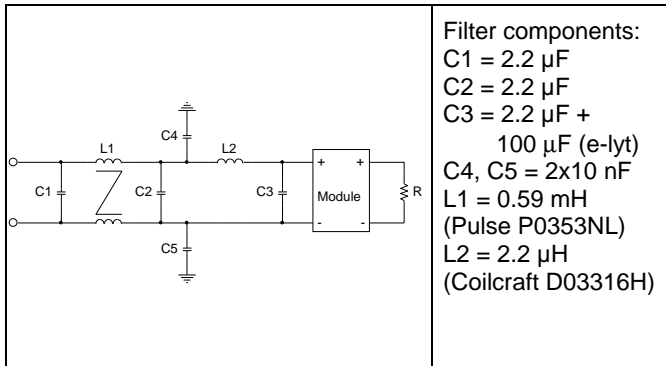 L1
C4
L2
C1
C2
C3
C5
+ +
Module
- -
R
Filter components:
C1 = 2.2 µF
C2 = 2.2 µF
C3 = 2.2 µF +
100 μF (e-lyt)
C4, C5 = 2x10 nF
L1 = 0.59 mH
(Pulse P0353NL)
L2 = 2.2 µH
(Coilcraft D03316H)